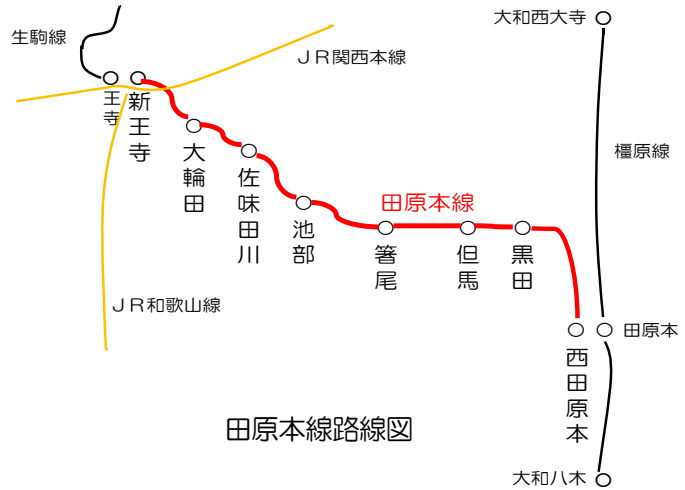 大和西大寺
生駒線
ＪＲ関西本線
王寺
新王寺
大輪田
佐味田川
池部
田原本線
箸尾
但馬
黒田
橿原線
ＪＲ和歌山線
田原本
西田原本
田原本線路線図
大和八木